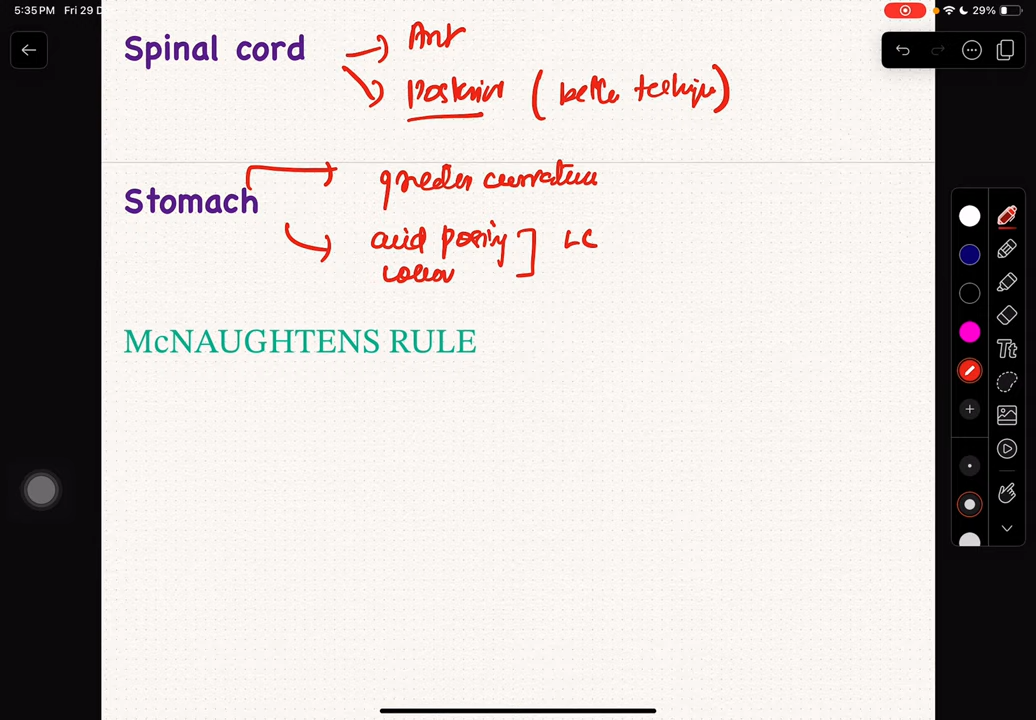 5:35 PM Fri 29 D
29%
Spinal cord
Ant
Posterior (better technique)
Stomach
greater curvature
acid
LC
McNAUGHTENS RULE
Tt